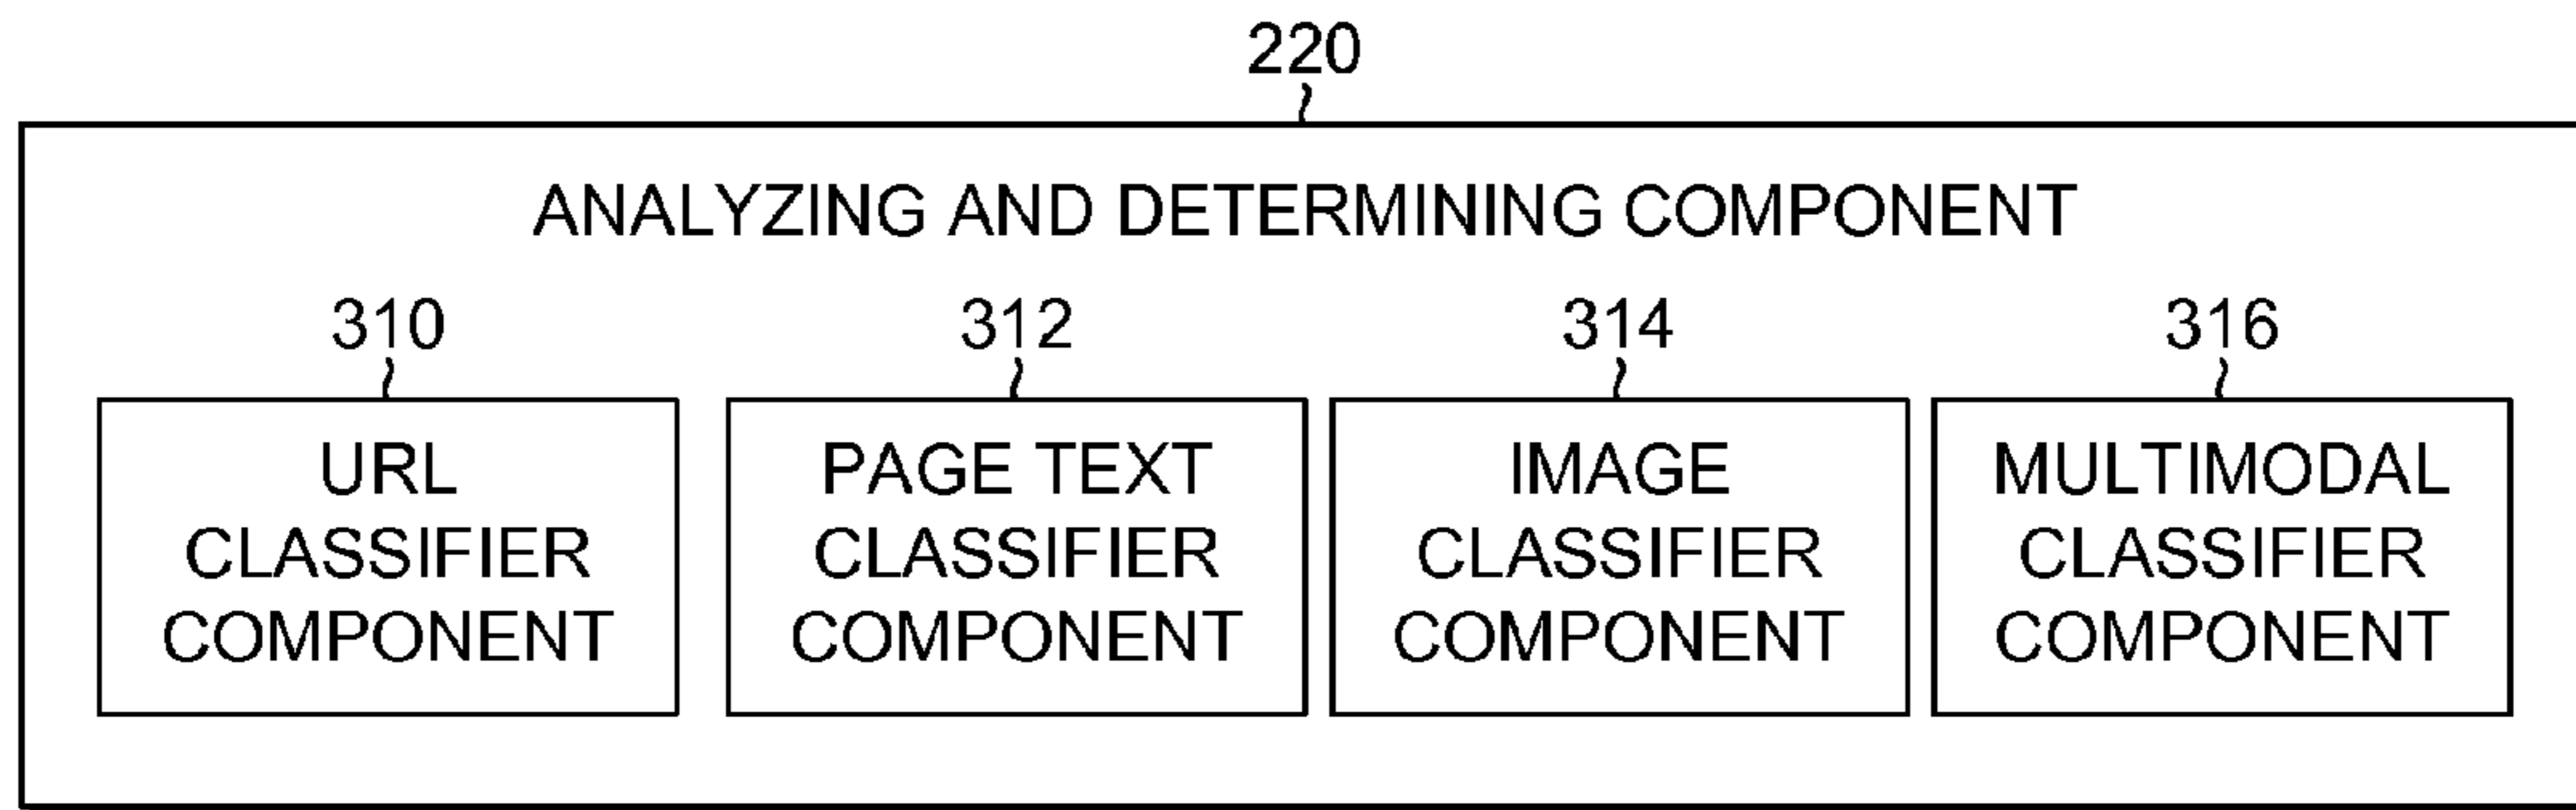 220
ANALYZING AND DETERMINING COMPONENT
310
URL
CLASSIFIER
COMPONENT
312
PAGE TEXT
CLASSIFIER
COMPONENT
314
IMAGE
CLASSIFIER
COMPONENT
316
MULTIMODAL
CLASSIFIER
COMPONENT